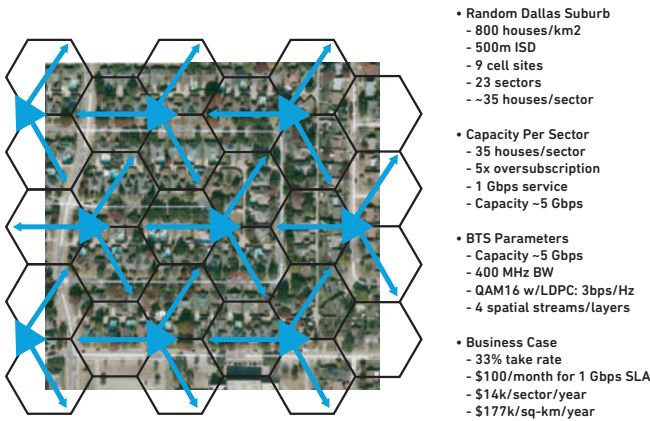 • Random Dallas Suburb
- 800 houses/km2
- 500m ISD
- 9 cell sites
- 23 sectors
- ~35 houses/sector
• Capacity Per Sector
- 35 houses/sector
- 5x oversubscription
- 1 Gbps service
- Capacity ~5 Gbps
• BTS Parameters
- Capacity ~5 Gbps
- 400 MHz BW
- QAM16 w/LDPC: 3bps/Hz
- 4 spatial streams/layers
• Business Case
- 33% take rate
- $100/month for 1 Gbps SLA
- $14k/sector/year
- $177k/sq-km/year